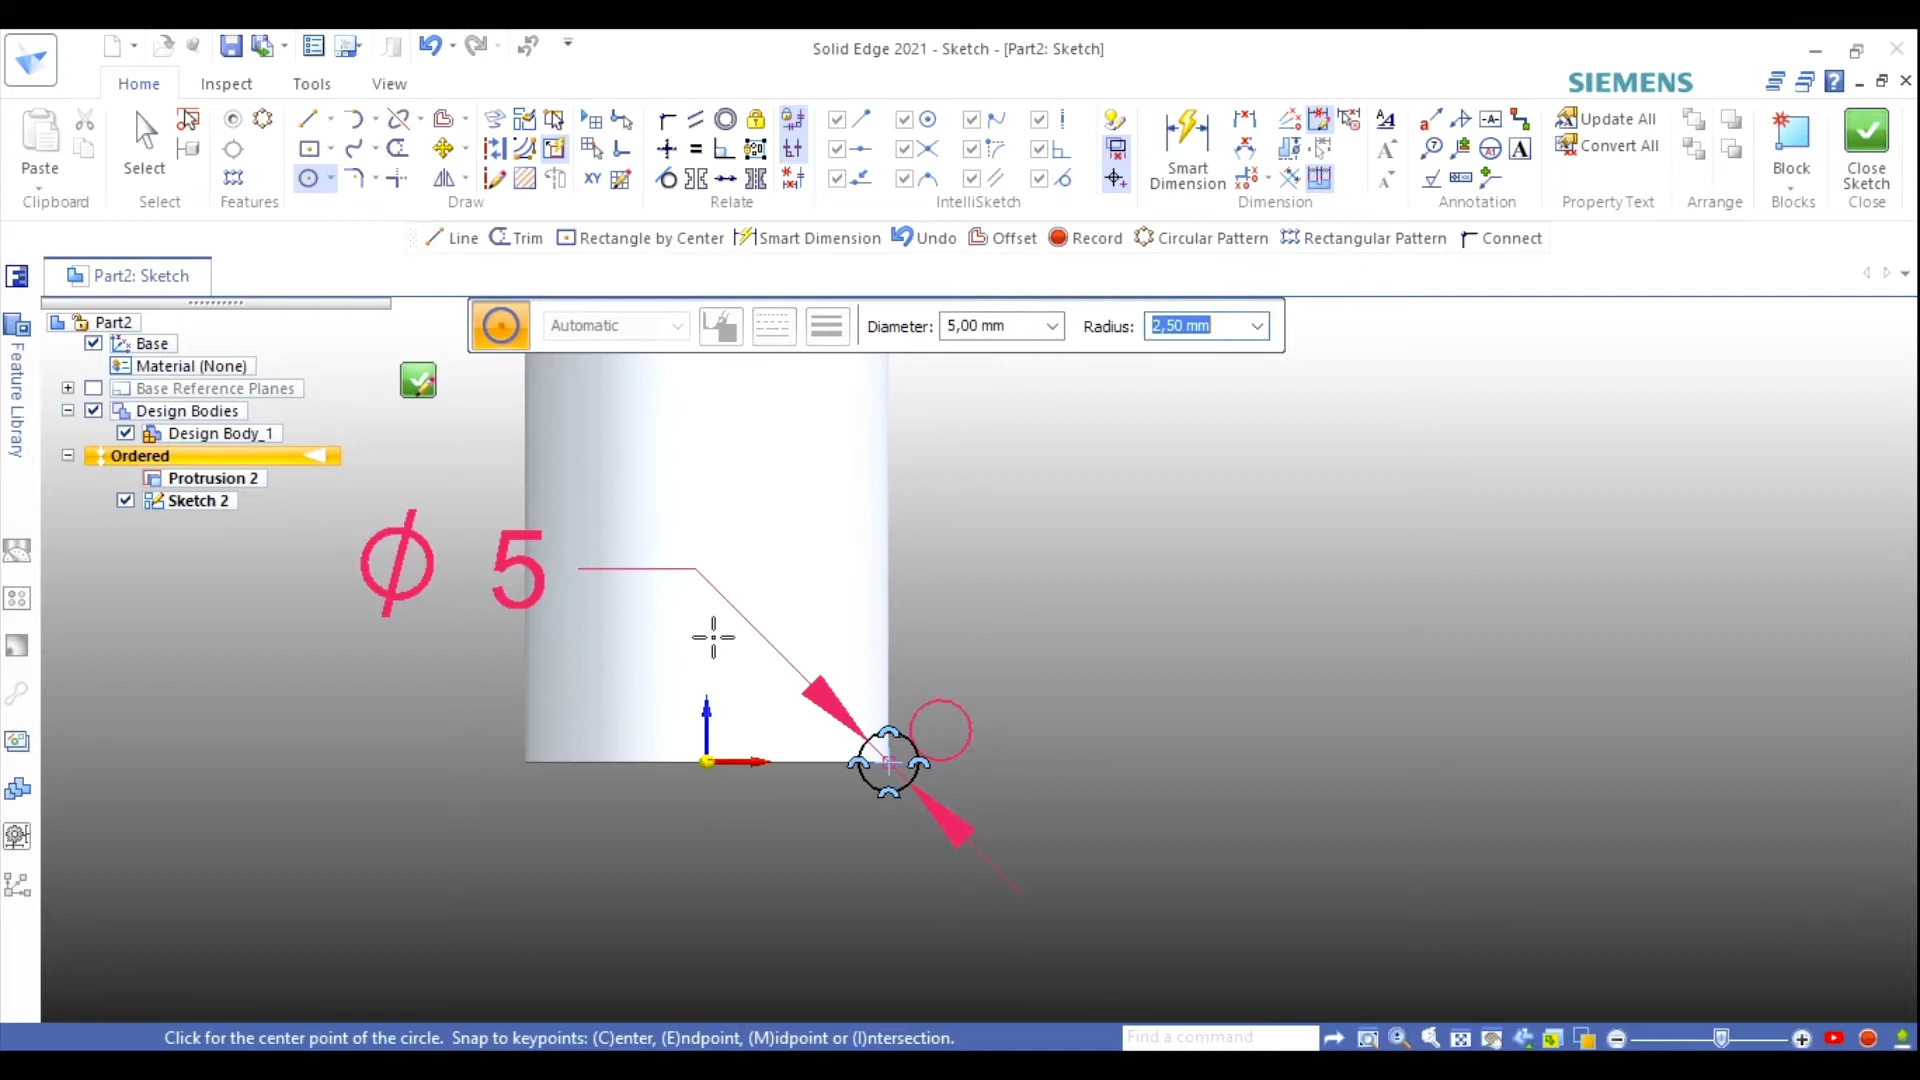 Solid Edge 2021 - Sketch - [Part2: Sketch]
Home
Inspect
Tools
View
SIEMENS
Paste
Select
Smart
Dimension
Update All
Convert All
Block
Close
Sketch
Clipboard
Select
Features
Draw
Relate
IntelliSketch
Dimension
Annotation
Property Text
Arrange
Blocks
Close
Line
Trim
Rectangle by Center
Smart Dimension
Undo
Offset
Record
Circular Pattern
Rectangular Pattern
Connect
Part2: Sketch
Feature Library
Part2
Base
Material (None)
Base Reference Planes
Design Bodies
Design Body_1
Ordered
Protrusion 2
Sketch 2
Automatic
Diameter: 5,00 mm
Radius: 2,50 mm
Ø 5
Click for the center point of the circle. Snap to keypoints: (C)enter, (E)ndpoint, (M)idpoint or (I)ntersection.
Find a command